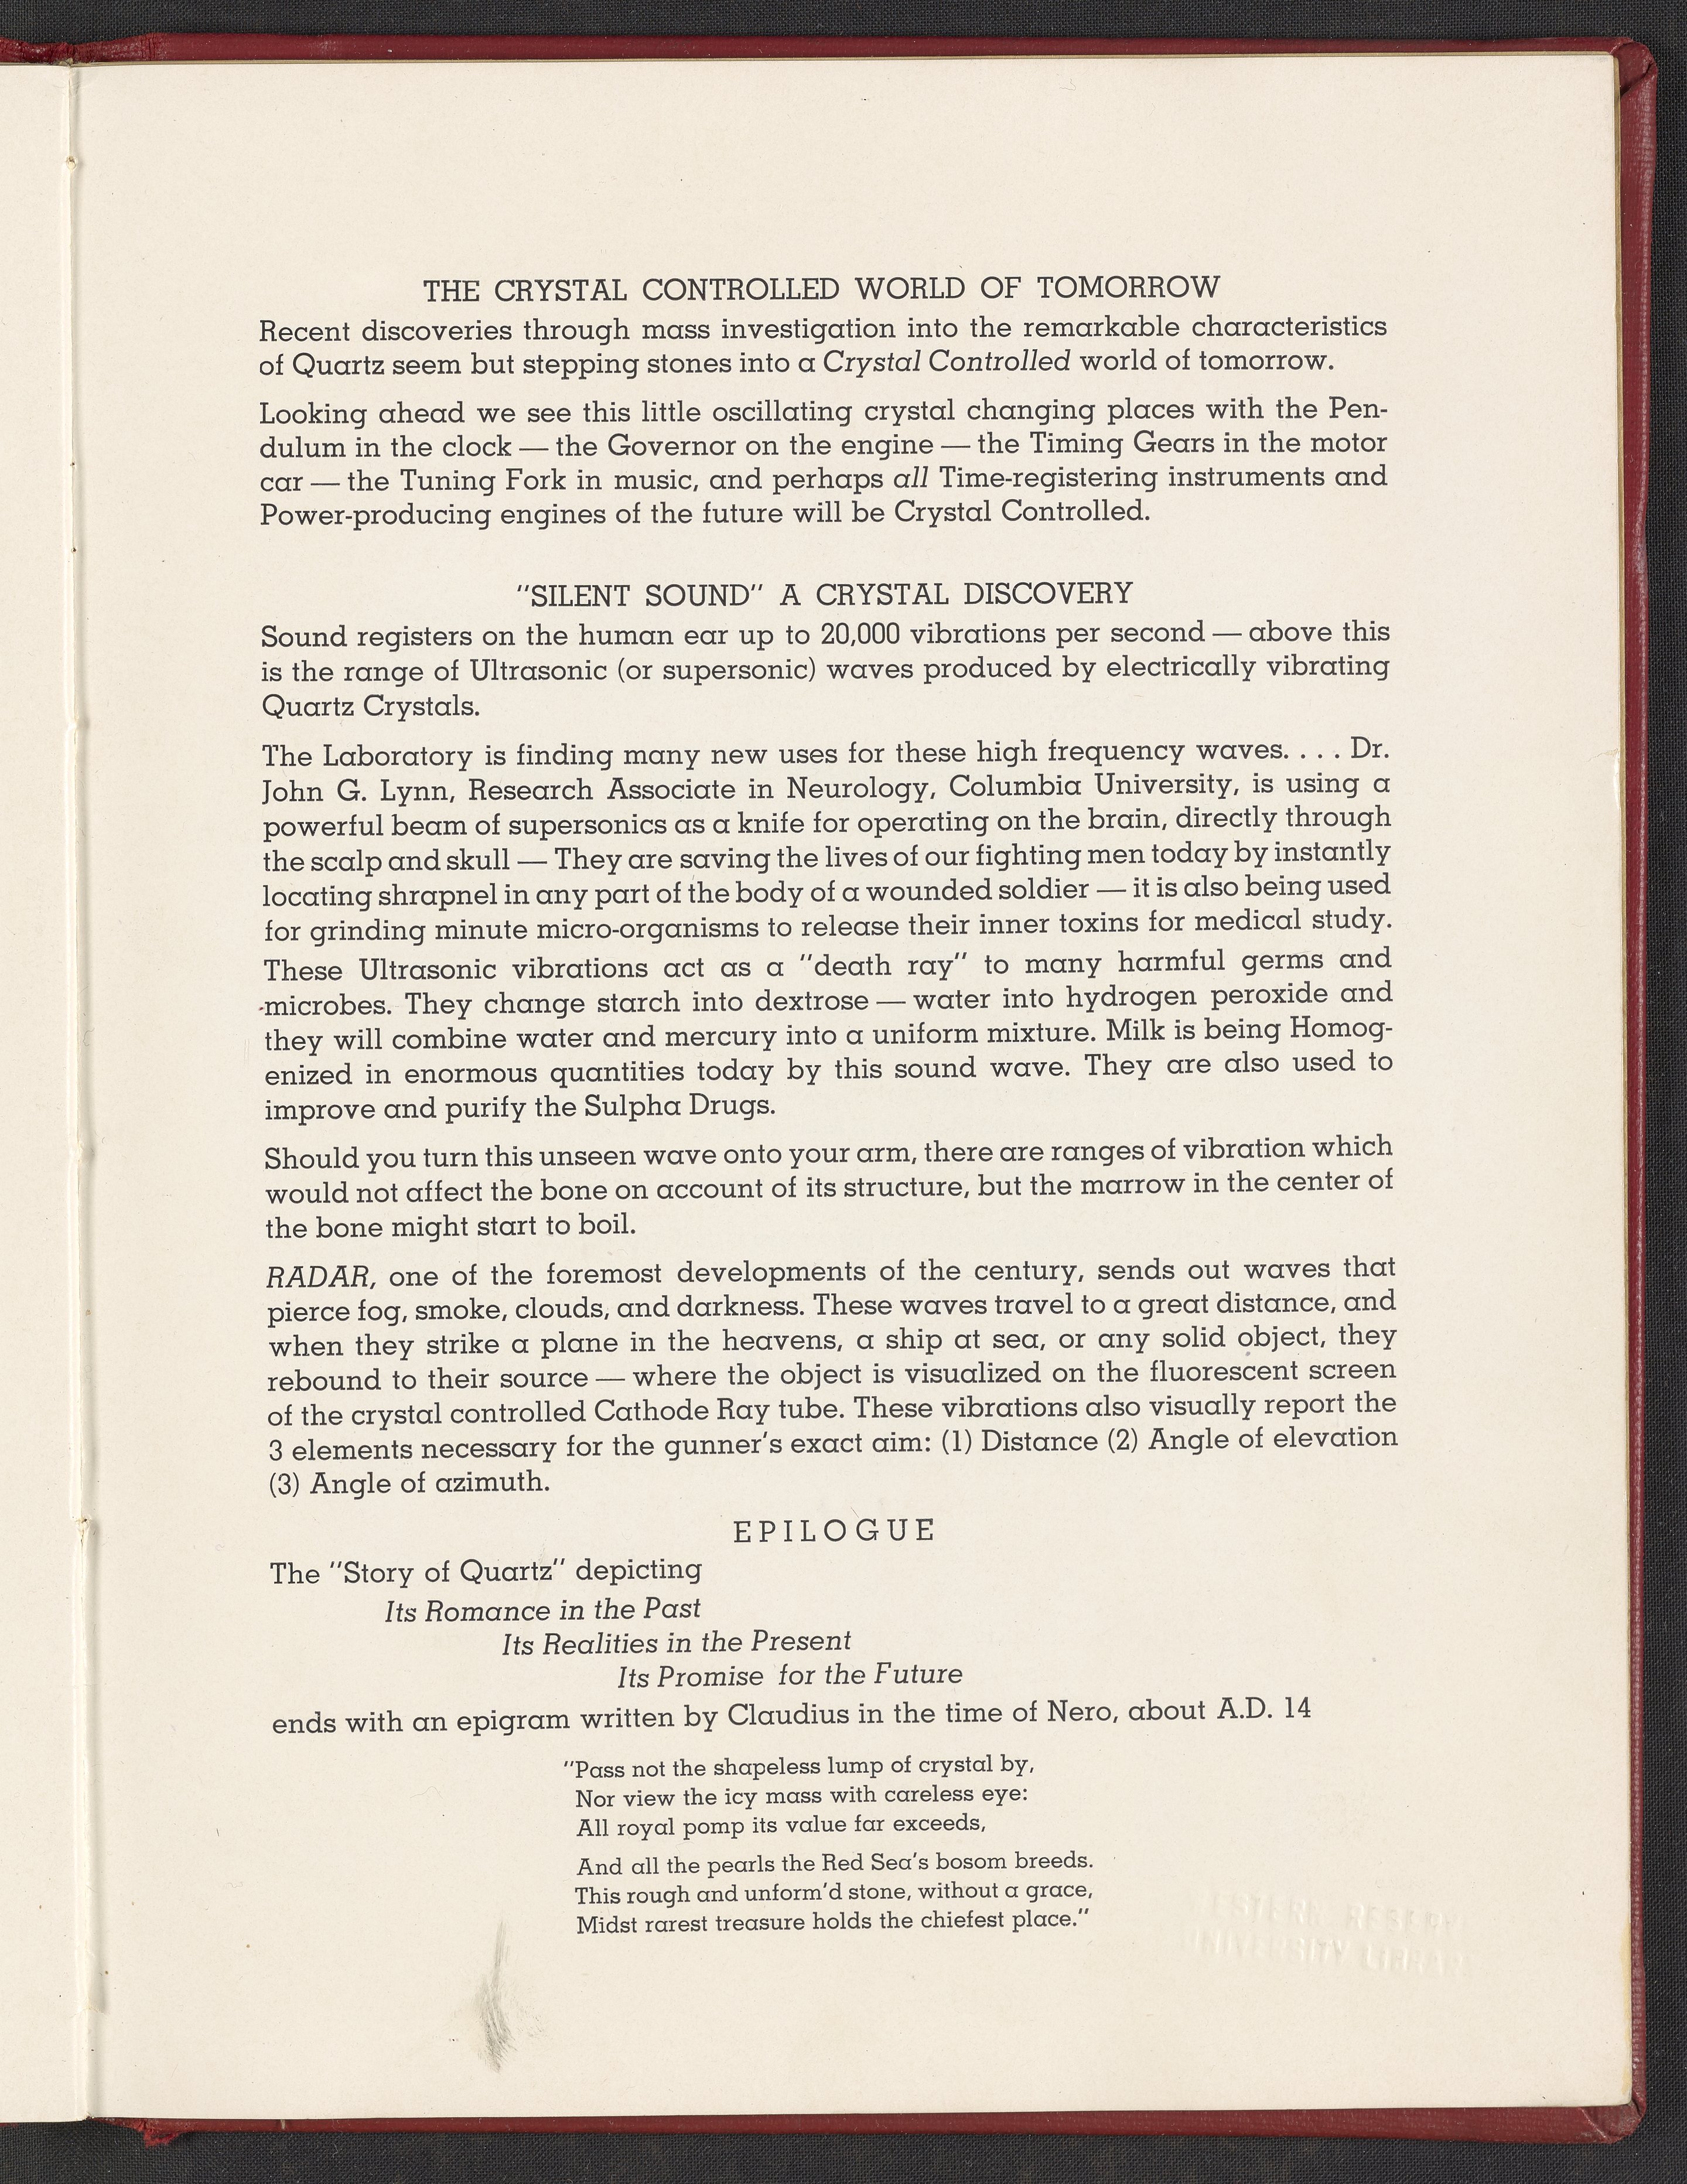 THE CRYSTAL CONTROLLED WORLD OF TOMORROW
Recent discoveries through mass investigation into the remarkable characteristics
of Quartz seem but stepping stones into a Crystal Controlled world of tomorrow.
Looking ahead we see this little oscillating crystal changing places with the Pen-
dulum in the clock — the Governor on the engine — the Timing Gears in the motor
car — the Tuning Fork in music, and perhaps all Time-registering instruments and
Power-producing engines of the future will be Crystal Controlled.
"SILENT SOUND" A CRYSTAL DISCOVERY
Sound registers on the human ear up to 20,000 vibrations per second — above this
is the range of Ultrasonic (or supersonic) waves produced by electrically vibrating
Quartz Crystals.
The Laboratory is finding many new uses for these high frequency waves. . . . Dr.
John G. Lynn, Research Associate in Neurology, Columbia University, is using a
powerful beam of supersonics as a knife for operating on the brain, directly through
the scalp and skull — They are saving the lives of our fighting men today by instantly
locating shrapnel in any part of the body of a wounded soldier — it is also being used
for grinding minute micro-organisms to release their inner toxins for medical study.
These Ultrasonic vibrations act as a "death ray" to many harmful germs and
microbes. They change starch into dextrose — water into hydrogen peroxide and
they will combine water and mercury into a uniform mixture. Milk is being Homog-
enized in enormous quantities today by this sound wave. They are also used to
improve and purify the Sulpha Drugs.
Should you turn this unseen wave onto your arm, there are ranges of vibration which
would not affect the bone on account of its structure, but the marrow in the center of
the bone might start to boil.
RADAR, one of the foremost developments of the century, sends out waves that
pierce fog, smoke, clouds, and darkness. These waves travel to a great distance, and
when they strike a plane in the heavens, a ship at sea, or any solid object, they
rebound to their source — where the object is visualized on the fluorescent screen
of the crystal controlled Cathode Ray tube. These vibrations also visually report the
3 elements necessary for the gunner's exact aim: (1) Distance (2) Angle of elevation
(3) Angle of azimuth.
EPILOGUE
The "Story of Quartz" depicting
Its Romance in the Past
Its Realities in the Present
Its Promise for the Future
ends with an epigram written by Claudius in the time of Nero, about A.D. 14
"Pass not the shapeless lump of crystal by,
Nor view the icy mass with careless eye:
All royal pomp its value far exceeds,
And all the pearls the Red Sea's bosom breeds.
This rough and unform'd stone, without a grace,
Midst rarest treasure holds the chiefest place."